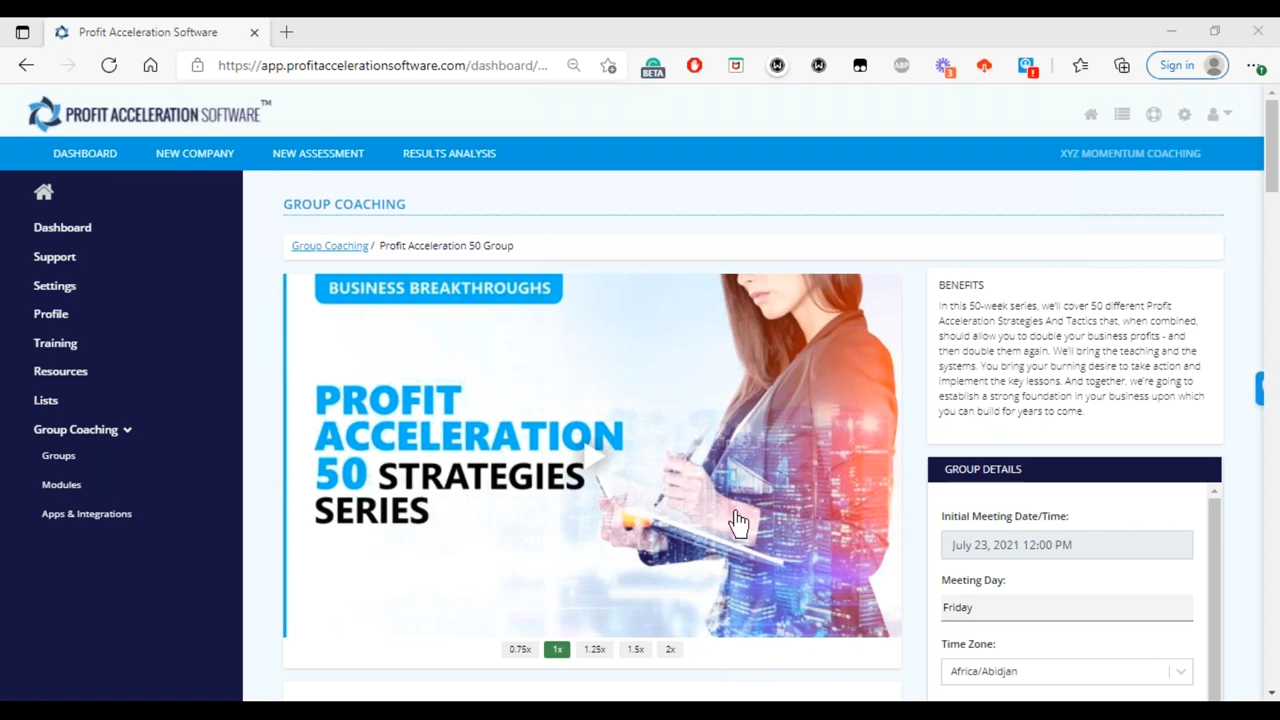 Profit Acceleration Software
https://app.profitaccelerationsoftware.com/dashboard/...
BETA
ABP
3
Sign in
PROFIT ACCELERATION SOFTWARE™
DASHBOARD
NEW COMPANY
NEW ASSESSMENT
RESULTS ANALYSIS
XYZ MOMENTUM COACHING
Dashboard
Support
Settings
Profile
Training
Resources
Lists
Group Coaching
Groups
Modules
Apps & Integrations
GROUP COACHING
Group Coaching / Profit Acceleration 50 Group
BUSINESS BREAKTHROUGHS
PROFIT
ACCELERATION
50 STRATEGIES
SERIES
0.75x
1x
1.25x
1.5x
2x
BENEFITS
In this 50-week series, we'll cover 50 different Profit
Acceleration Strategies And Tactics that, when combined,
should allow you to double your business profits - and
then double them again. We'll bring the teaching and the
systems. You bring your burning desire to take action and
implement the key lessons. And together, we're going to
establish a strong foundation in your business upon which
you can build for years to come.
GROUP DETAILS
Initial Meeting Date/Time:
July 23, 2021 12:00 PM
Meeting Day:
Friday
Time Zone:
Africa/Abidjan